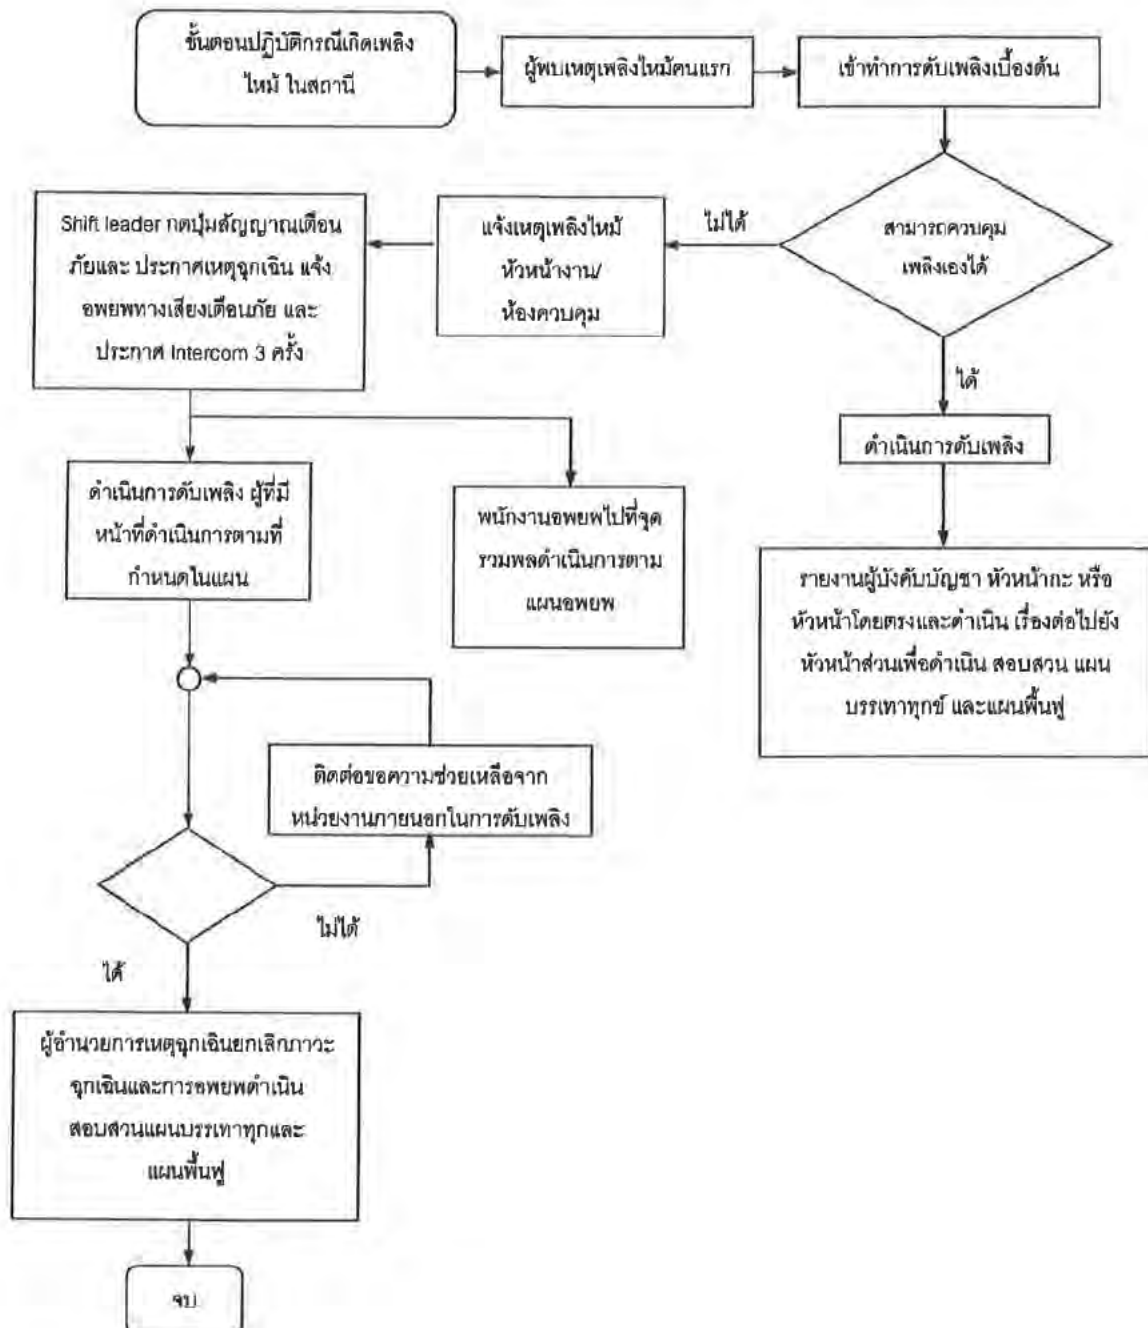 ขั้นตอนปฏิบัติกรณีเกิดเพลิง
ไหม้ ในสถานี
ผู้พบเหตุเพลิงไหม้คนแรก
เข้าทำการดับเพลิงเบื้องต้น
สามารถควบคุม
เพลิงเองได้
ไม่ได้
แจ้งเหตุเพลิงไหม้
หัวหน้างาน/
ห้องควบคุม
Shift leader กดปุ่มสัญญาณเตือน
ภัยและ ประกาศเหตุฉุกเฉิน แจ้ง
อพยพทางเสียงเตือนภัย และ
ประกาศ Intercom 3 ครั้ง
ได้
ดำเนินการดับเพลิง
รายงานผู้บังคับบัญชา หัวหน้ากะ หรือ
หัวหน้าโดยตรงและดำเนิน เรื่องต่อไปยัง
หัวหน้าส่วนเพื่อดำเนิน สอบสวน แผน
บรรเทาทุกข์ และแผนฟื้นฟู
ดำเนินการดับเพลิง ผู้ที่มี
หน้าที่ดำเนินการตามที่
กำหนดในแผน
พนักงานอพยพไปที่จุด
รวมพลดำเนินการตาม
แผนอพยพ
ติดต่อขอความช่วยเหลือจาก
หน่วยงานภายนอกในการดับเพลิง
ไม่ได้
ได้
ผู้อำนวยการเหตุฉุกเฉินยกเลิกภาวะ
ฉุกเฉินและการอพยพดำเนิน
สอบสวนแผนบรรเทาทุกและ
แผนฟื้นฟู
จบ